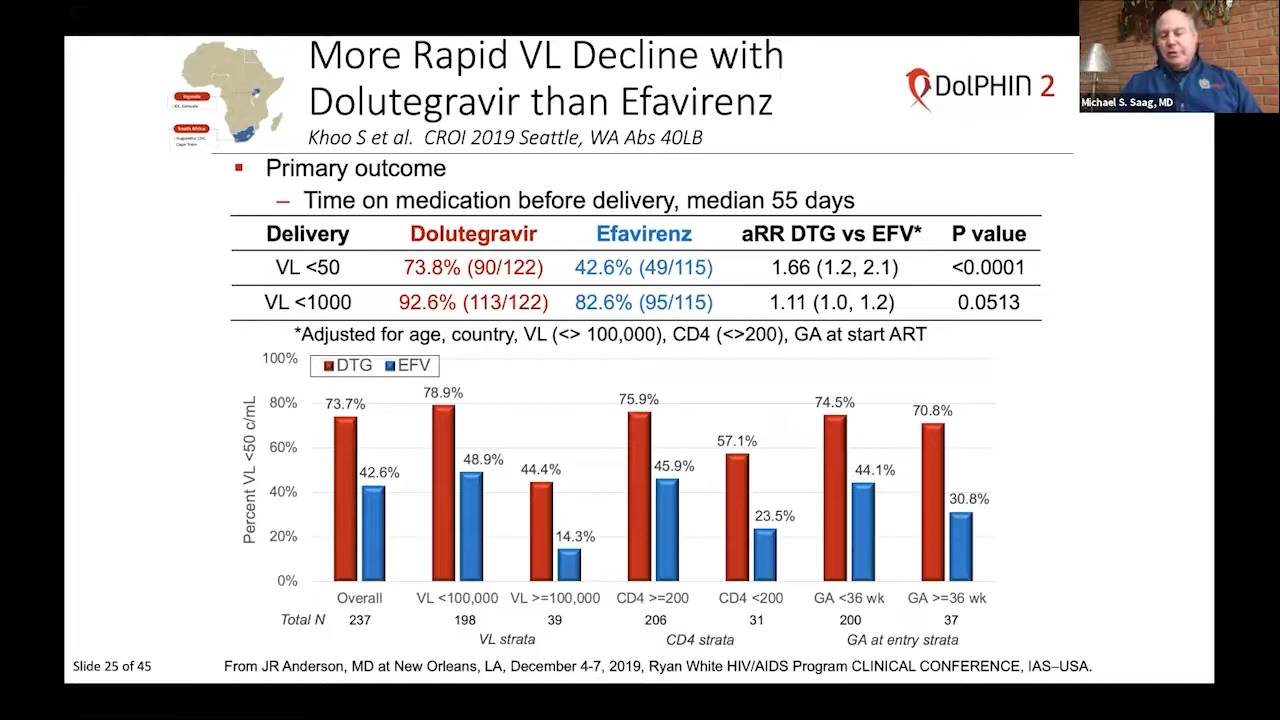 More Rapid VL Decline with
Dolutegravir than Efavirenz
Khoo S et al. CROI 2019 Seattle, WA Abs 40LB
DolPHIN 2
Michael S. Saag, MD
Uganda
South Africa
Primary outcome
– Time on medication before delivery, median 55 days
Delivery Dolutegravir Efavirenz aRR DTG vs EFV* P value
VL <50 73.8% (90/122) 42.6% (49/115) 1.66 (1.2, 2.1) <0.0001
VL <1000 92.6% (113/122) 82.6% (95/115) 1.11 (1.0, 1.2) 0.0513
*Adjusted for age, country, VL (<> 100,000), CD4 (<>200), GA at start ART
Percent VL <50 c/mL
100%
80%
60%
40%
20%
0%
DTG EFV
73.7% 42.6% 78.9% 48.9% 44.4% 14.3% 75.9% 45.9% 57.1% 23.5% 74.5% 44.1% 70.8% 30.8%
Overall VL <100,000 VL >=100,000 CD4 >=200 CD4 <200 GA <36 wk GA >=36 wk
Total N 237 198 39 206 31 200 37
VL strata CD4 strata GA at entry strata
Slide 25 of 45
From JR Anderson, MD at New Orleans, LA, December 4-7, 2019, Ryan White HIV/AIDS Program CLINICAL CONFERENCE, IAS–USA.